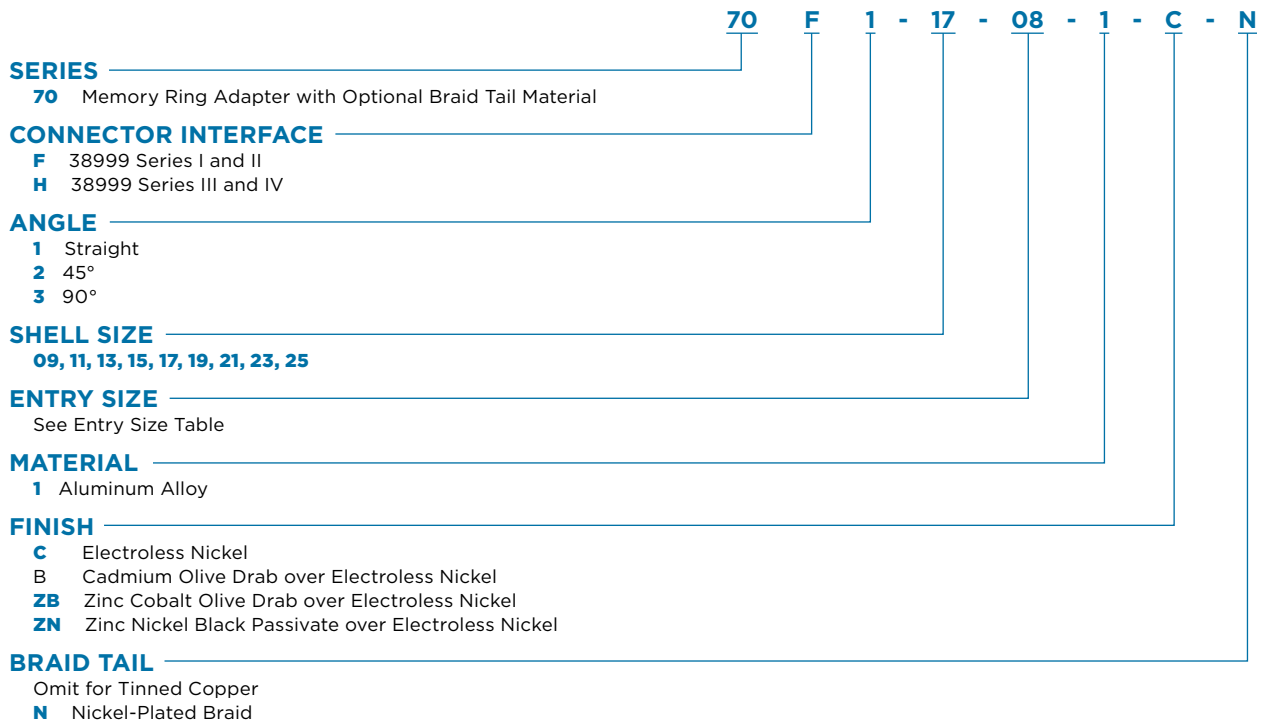 70 F 1 - 17 - 08 - 1 - C - N
SERIES
70 Memory Ring Adapter with Optional Braid Tail Material
CONNECTOR INTERFACE
F 38999 Series I and II
H 38999 Series III and IV
ANGLE
1 Straight
2 45°
3 90°
SHELL SIZE
09, 11, 13, 15, 17, 19, 21, 23, 25
ENTRY SIZE
See Entry Size Table
MATERIAL
1 Aluminum Alloy
FINISH
C Electroless Nickel
B Cadmium Olive Drab over Electroless Nickel
ZB Zinc Cobalt Olive Drab over Electroless Nickel
ZN Zinc Nickel Black Passivate over Electroless Nickel
BRAID TAIL
Omit for Tinned Copper
N Nickel-Plated Braid